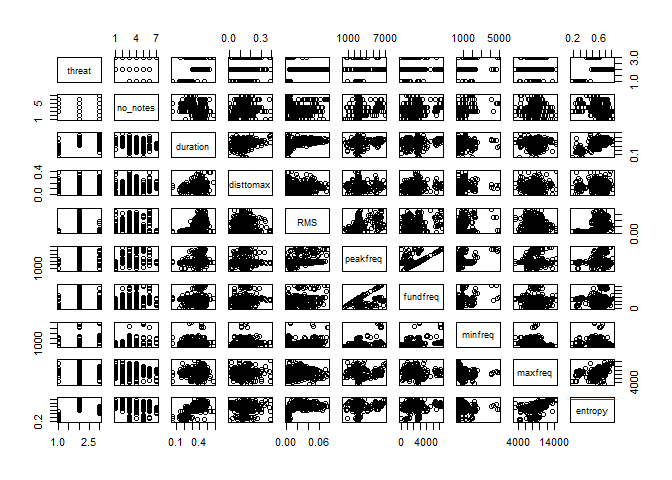 1 3 5 7 0.0 0.3 1000 7000 1000 5000 0.2 0.6
threat 1.0 3.0
1 5 no_notes
duration 0.1
0.0 0.4 disttomax
RMS 0.00
1000 peakfreq
fundfreq 0
1000 minfreq
maxfreq 4000
0.2 entropy
1.0 2.5 0.1 0.4 0.00 0.06 0 4000 4000 14000